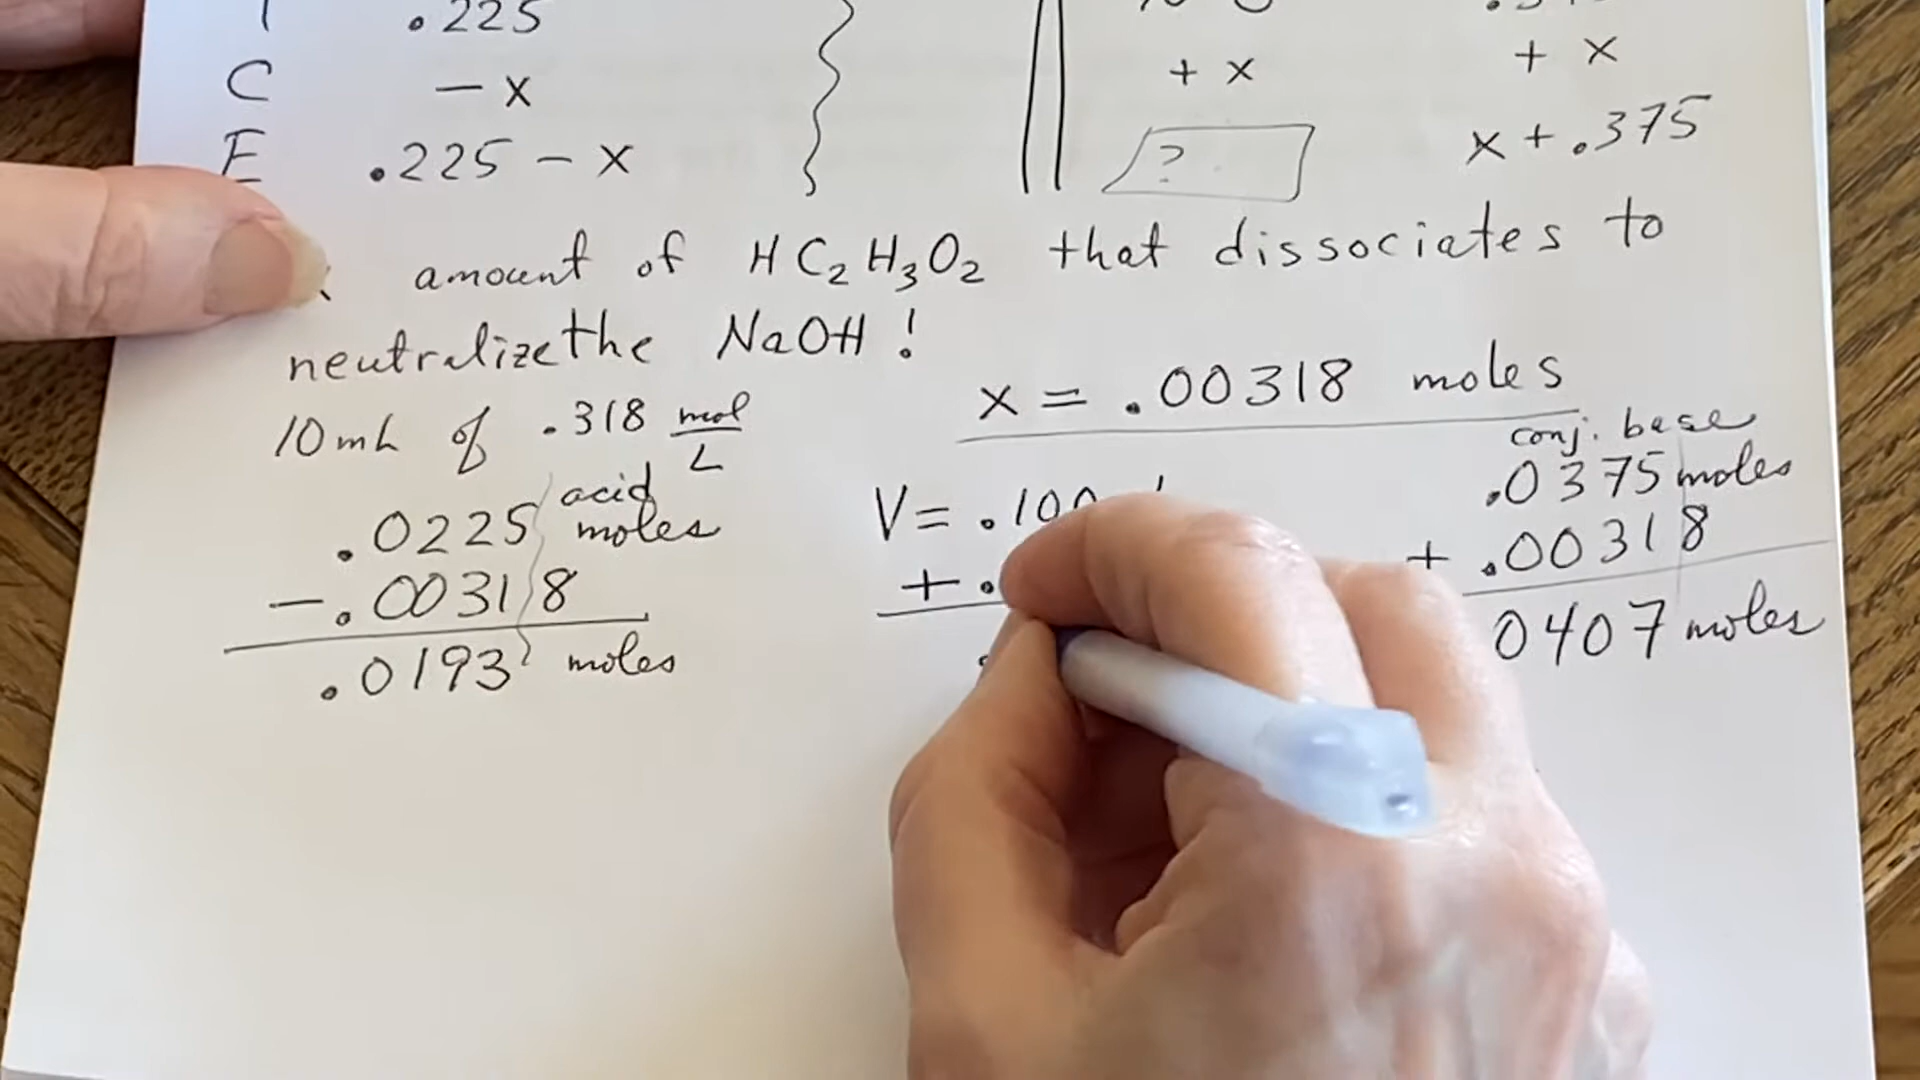 .225
C - x + x + x
E .225 - x ? x + .375
amount of HC₂H₃O₂ that dissociates to
neutralize the NaOH !
x = .00318 moles
10 mL of .318 mol/L
conj. base
V = .100
.0375 moles
acid
.0225 moles
+ .
+ .00318
- .00318
0407 moles
.0193 moles